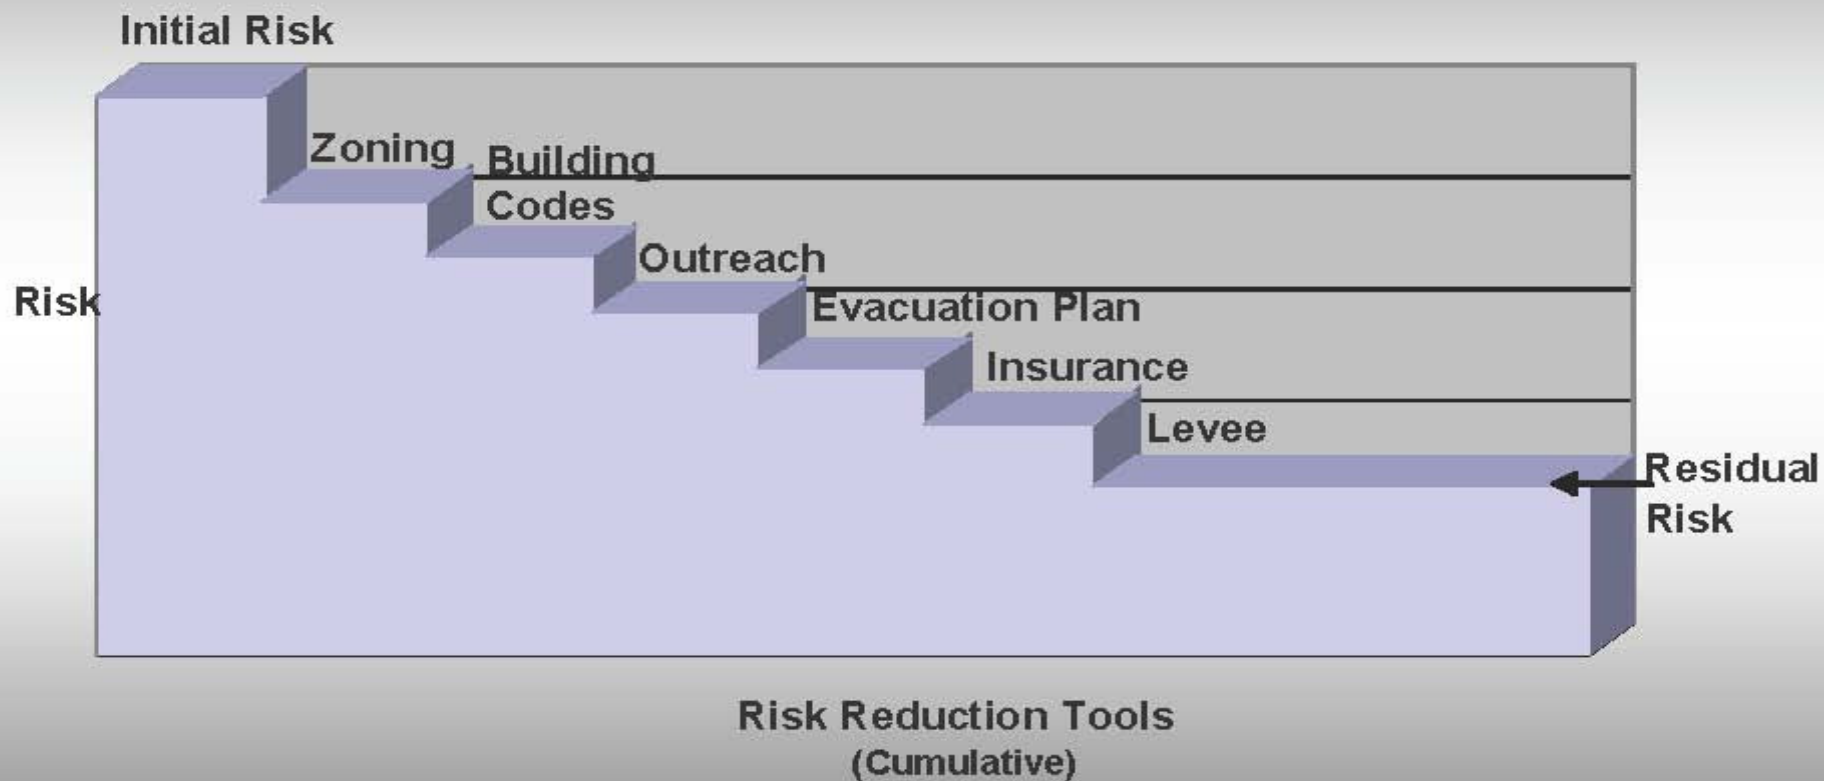 Initial Risk
Zoning
Building
Codes
Outreach
Risk
Evacuation Plan
Insurance
Levee
Residual
Risk
Risk Reduction Tools
(Cumulative)